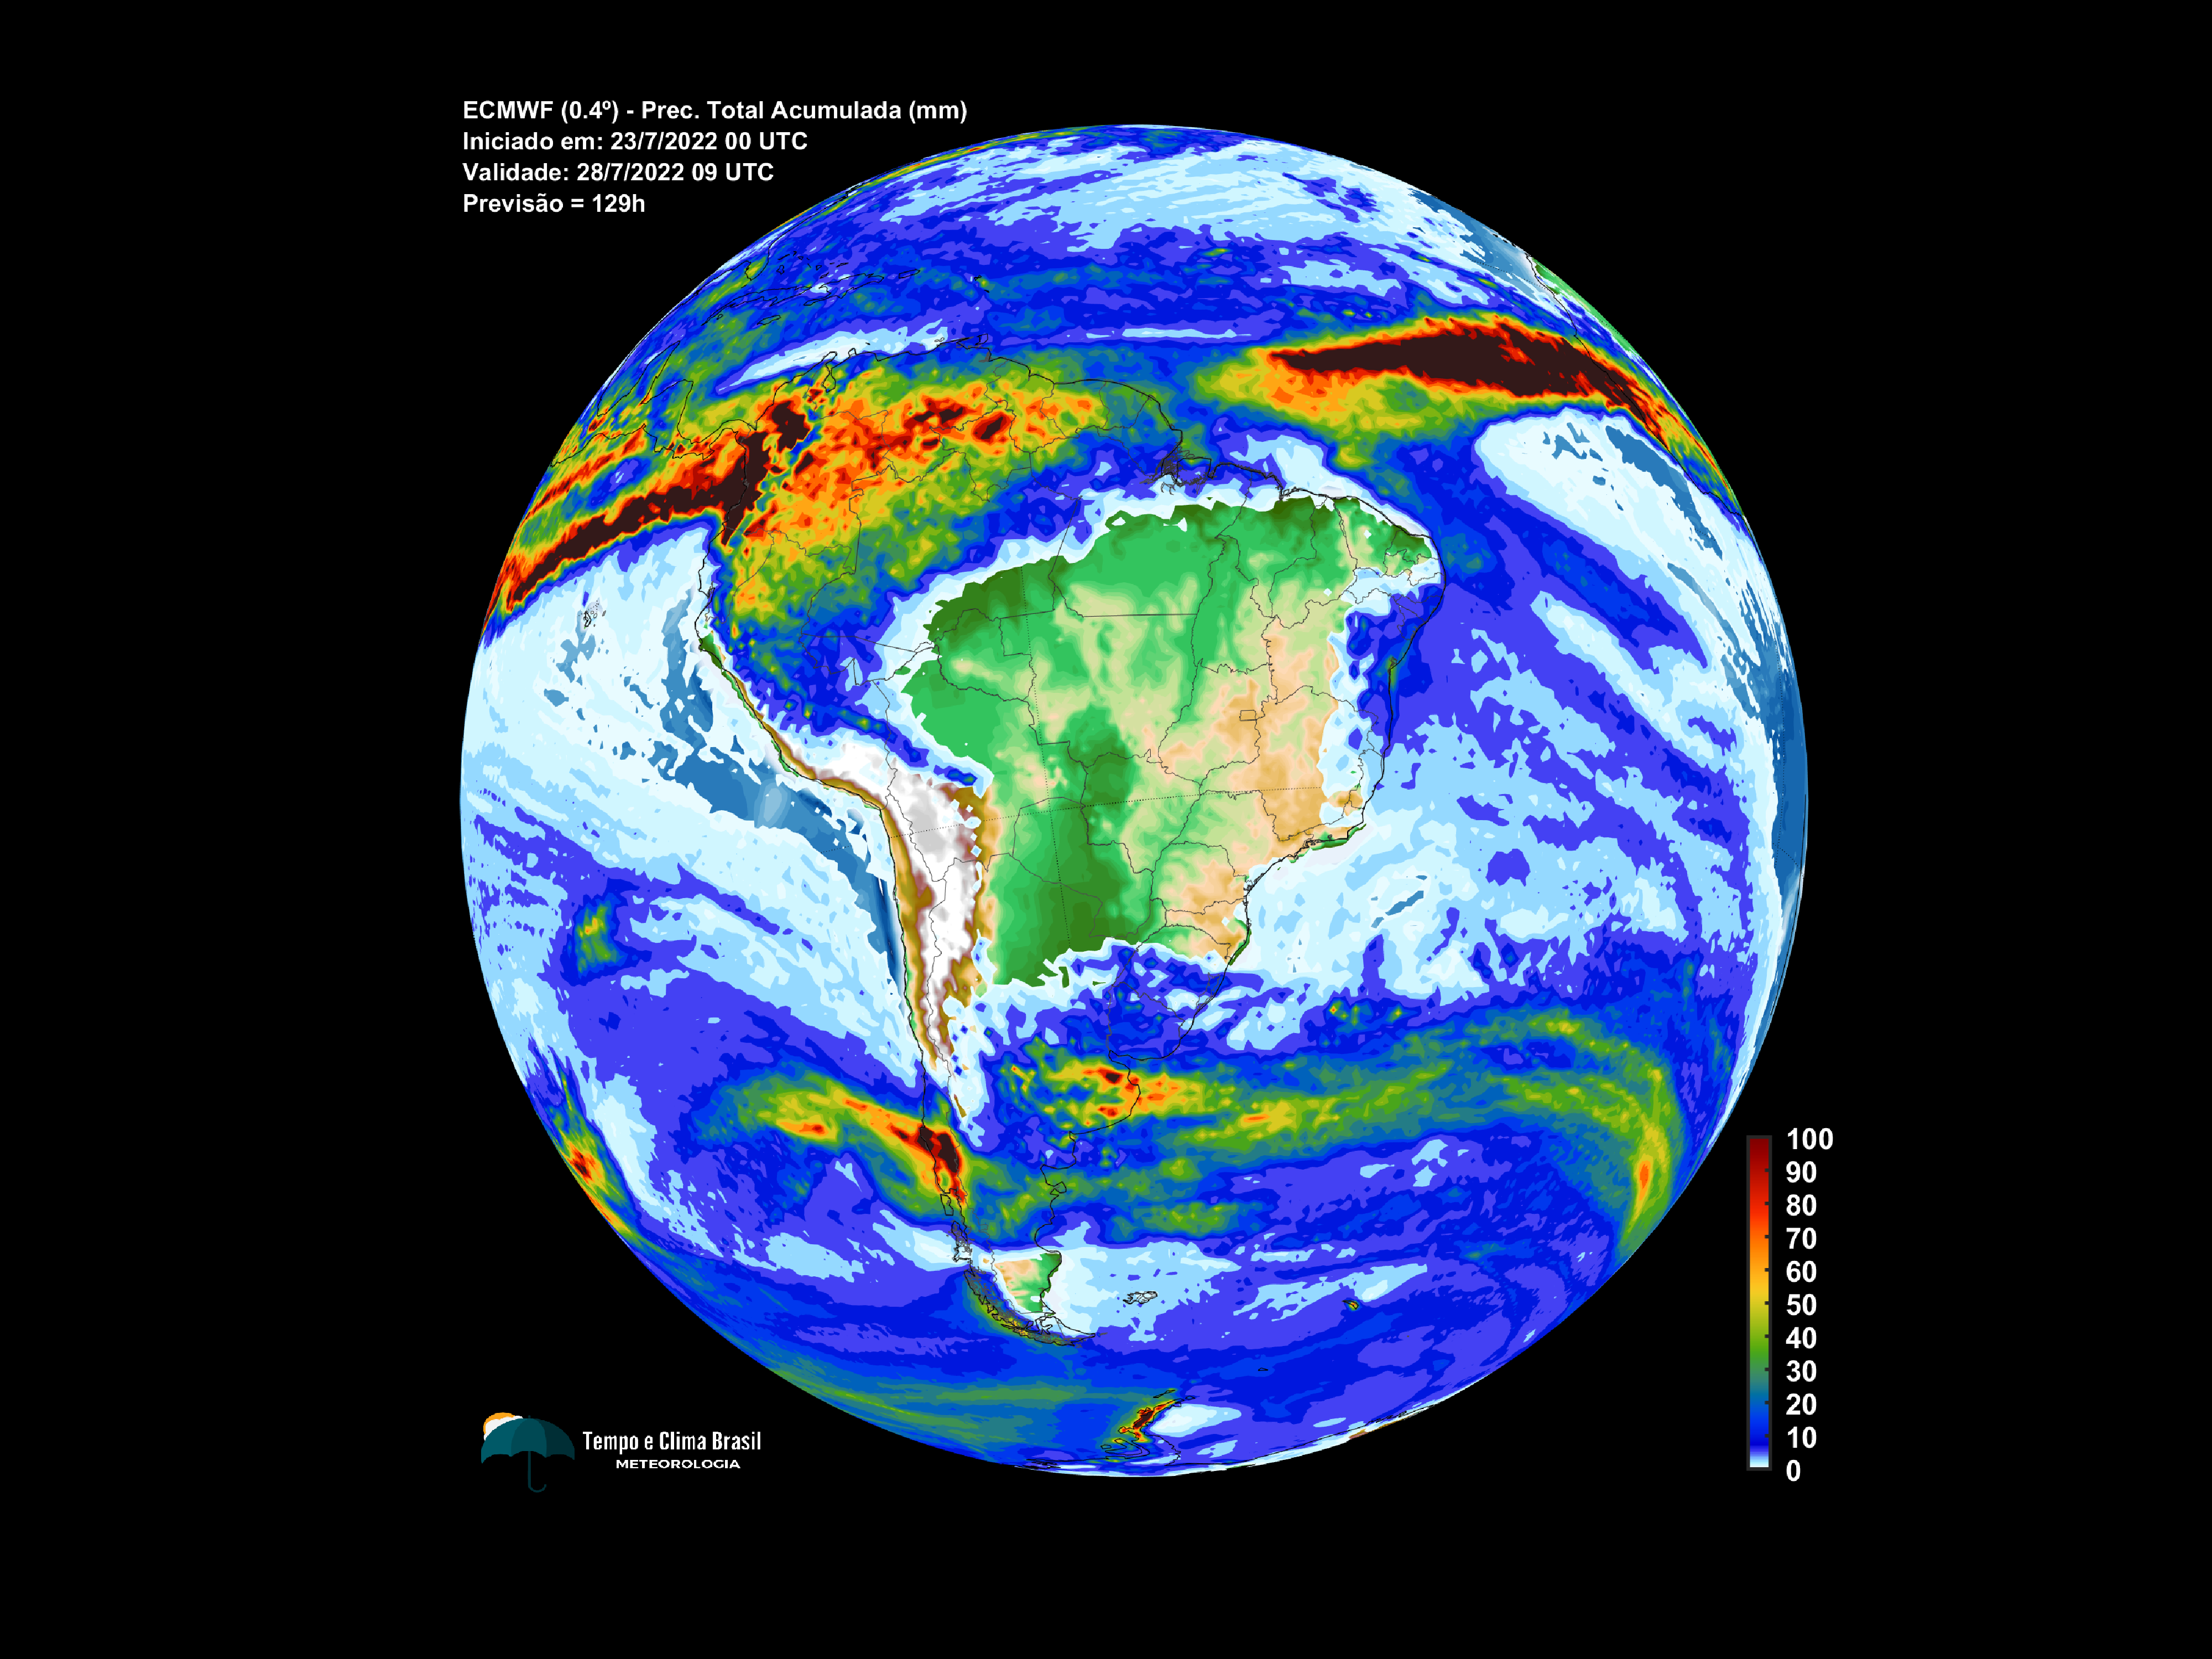 ECMWF (0.4º) - Prec. Total Acumulada (mm)
Iniciado em: 23/7/2022 00 UTC
Validade: 28/7/2022 09 UTC
Previsão = 129h
100
90
80
70
60
50
40
30
20
10
0
Tempo e Clima Brasil
METEOROLOGIA